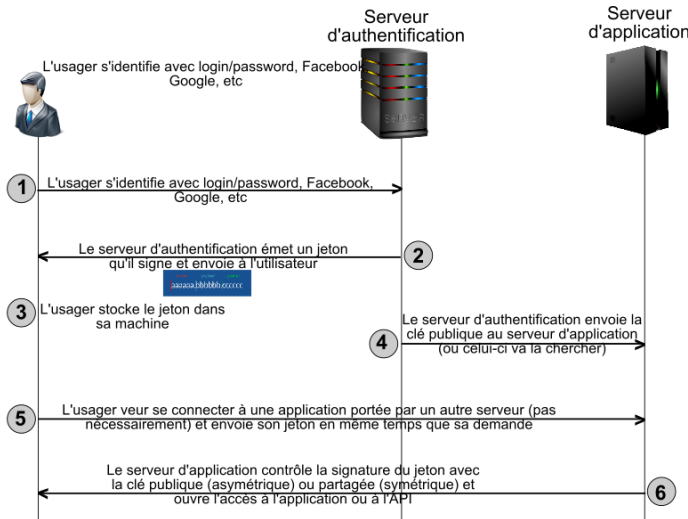 Serveur
d'authentification
Serveur
d'application
L'usager s'identifie avec login/password, Facebook,
Google, etc
1
L'usager s'identifie avec login/password, Facebook,
Google, etc
2
Le serveur d'authentification émet un jeton
qu'il signe et envoie à l'utilisateur
aaaaaa.bbbbbb.cccccc
3
L'usager stocke le jeton dans
sa machine
4
Le serveur d'authentification envoie la
clé publique au serveur d'application
(ou celui-ci va la chercher)
5
L'usager veur se connecter à une application portée par un autre serveur (pas
nécessairement) et envoie son jeton en même temps que sa demande
6
Le serveur d'application contrôle la signature du jeton avec
la clé publique (asymétrique) ou partagée (symétrique) et
ouvre l'accès à l'application ou à l'API